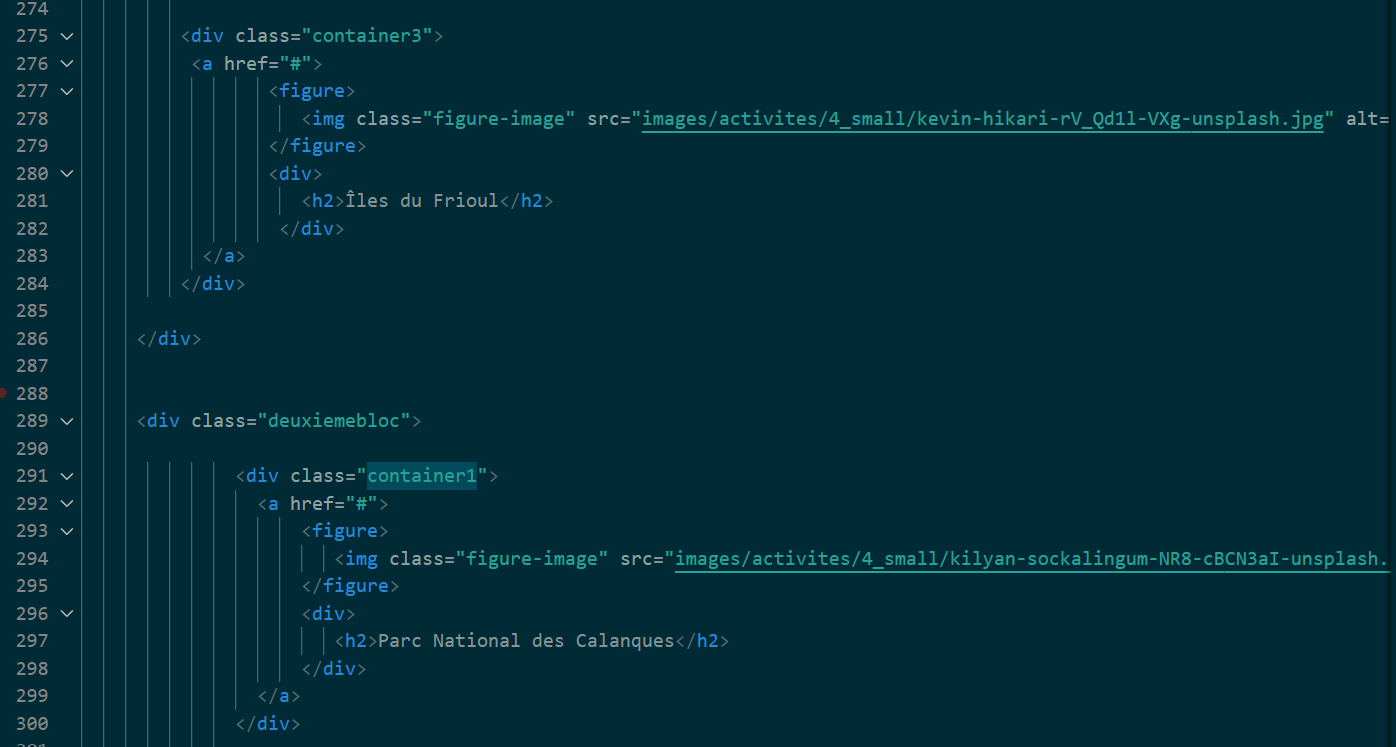 274
275 <div class="container3">
276 <a href="#">
277 <figure>
278 <img class="figure-image" src="images/activites/4_small/kevin-hikari-rV_Qd1l-VXg-unsplash.jpg" alt=
279 </figure>
280 <div>
281 <h2>Îles du Frioul</h2>
282 </div>
283 </a>
284 </div>
285
286 </div>
287
288
289 <div class="deuxiemebloc">
290
291 <div class="container1">
292 <a href="#">
293 <figure>
294 <img class="figure-image" src="images/activites/4_small/kilyan-sockalingum-NR8-cBCN3aI-unsplash.
295 </figure>
296 <div>
297 <h2>Parc National des Calanques</h2>
298 </div>
299 </a>
300 </div>